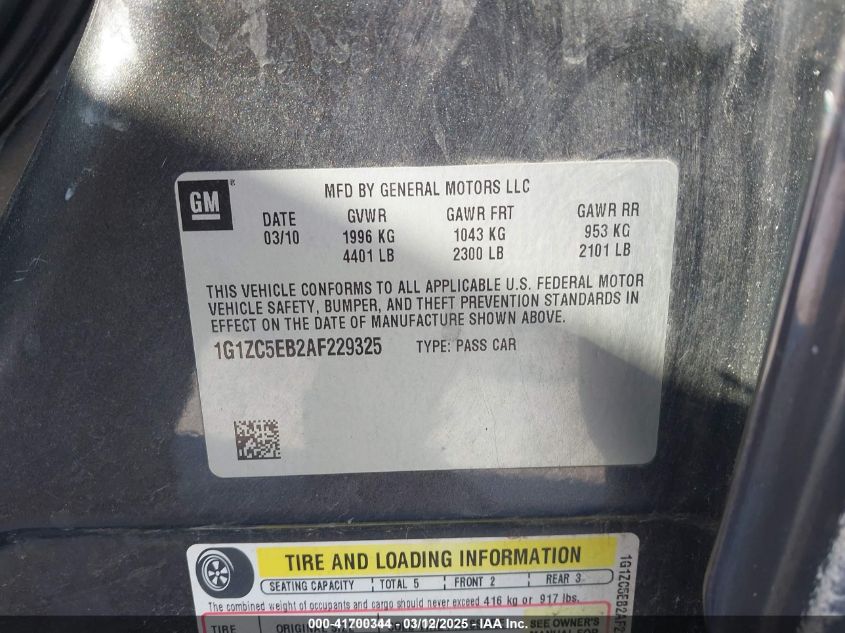 GM
MFD BY GENERAL MOTORS LLC
DATE GVWR GAWR FRT GAWR RR
03/10 1996 KG 1043 KG 953 KG
4401 LB 2300 LB 2101 LB
THIS VEHICLE CONFORMS TO ALL APPLICABLE U.S. FEDERAL MOTOR
VEHICLE SAFETY, BUMPER, AND THEFT PREVENTION STANDARDS IN
EFFECT ON THE DATE OF MANUFACTURE SHOWN ABOVE.
1G1ZC5EB2AF229325 TYPE: PASS CAR
TIRE AND LOADING INFORMATION
SEATING CAPACITY TOTAL 5 FRONT 2 REAR 3
The combined weight of occupants and cargo should never exceed 416 kg or 917 lbs.
TIRE ORIGINAL SIZE SEE OWNER'S
MANUAL FOR
1G1ZC5EB2AF2
000-41700344 - 03/12/2025 - IAA Inc.